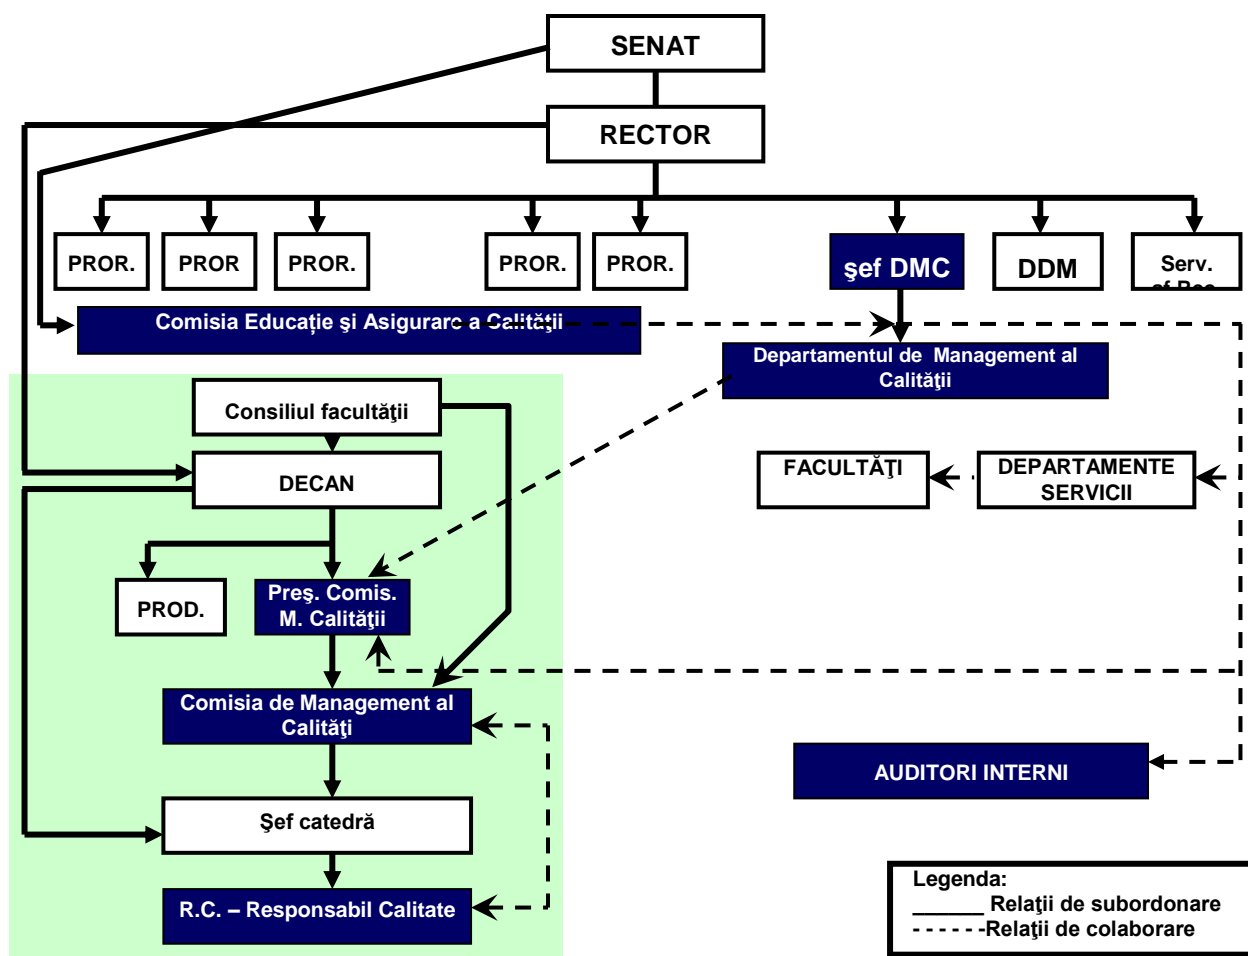 SENAT
RECTOR
PROR.
PROR
PROR.
PROR.
PROR.
şef DMC
DDM
Serv.
Comisia Educaţie şi Asigurare a Calităţii
Departamentul de Management al
Calităţii
Consiliul facultăţii
DECAN
FACULTĂŢI
DEPARTAMENTE
SERVICII
PROD.
Preş. Comis.
M. Calităţii
Comisia de Management al
Calităţi
AUDITORI INTERNI
Şef catedră
R.C. – Responsabil Calitate
Legenda:
______ Relaţii de subordonare
- - - - - -Relaţii de colaborare